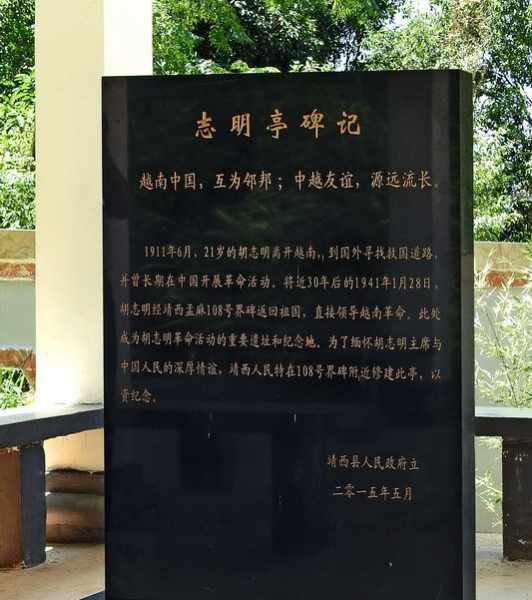 志明亭碑记
越南中国，互为邻邦；中越友谊，源远流长。
1911年6月，21岁的胡志明离开越南，到国外寻找救国道路，
并曾长期在中国开展革命活动。将近30年后的1941年1月28日，
胡志明经靖西孟麻108号界碑返回祖国，直接领导越南革命。此处
成为胡志明革命活动的重要遗址和纪念地。为了缅怀胡志明主席与
中国人民的深厚情谊，靖西人民特在108号界碑附近修建此亭，以
资纪念。
靖西县人民政府立
二零一五年五月